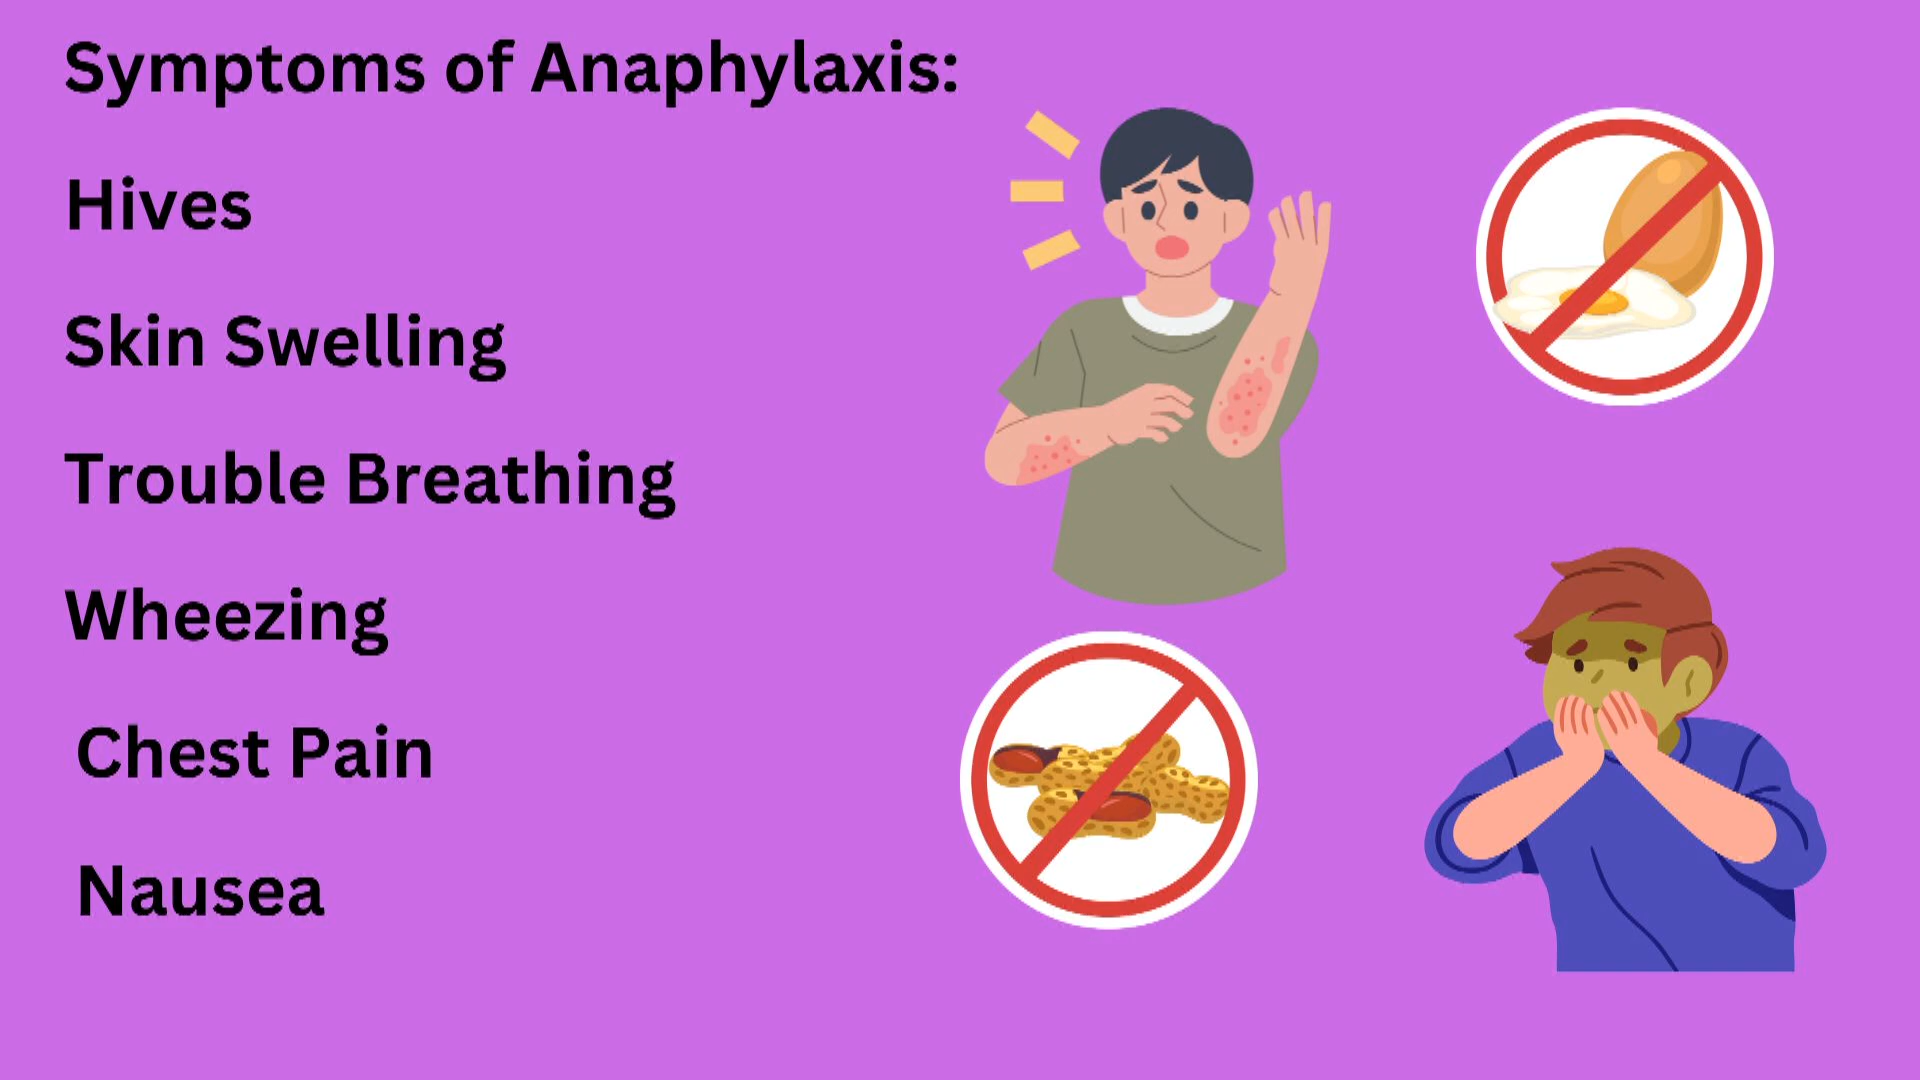 Symptoms of Anaphylaxis:
Hives
Skin Swelling
Trouble Breathing
Wheezing
Chest Pain
Nausea